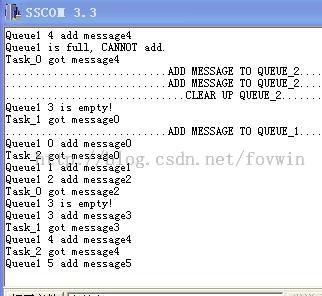 SSCOM 3.3
Queue1 4 add message4
Queue1 is full, CANNOT add.
Task_0 got message4
..........................ADD MESSAGE TO QUEUE_2......
..........................ADD MESSAGE TO QUEUE_2......
.............................CLEAR UP QUEUE_2.........
Queue1 3 is empty!
Task_1 got message0
..........................ADD MESSAGE TO QUEUE_1......
Queue1 0 add message0
Task_2 got message0
http://blog.csdn.net/fovwin
Queue1 1 add message1
Queue1 2 add message2
Task_0 got message2
Queue1 3 is empty!
Queue1 3 add message3
Task_1 got message3
Queue1 4 add message4
Task_2 got message4
Queue1 5 add message5